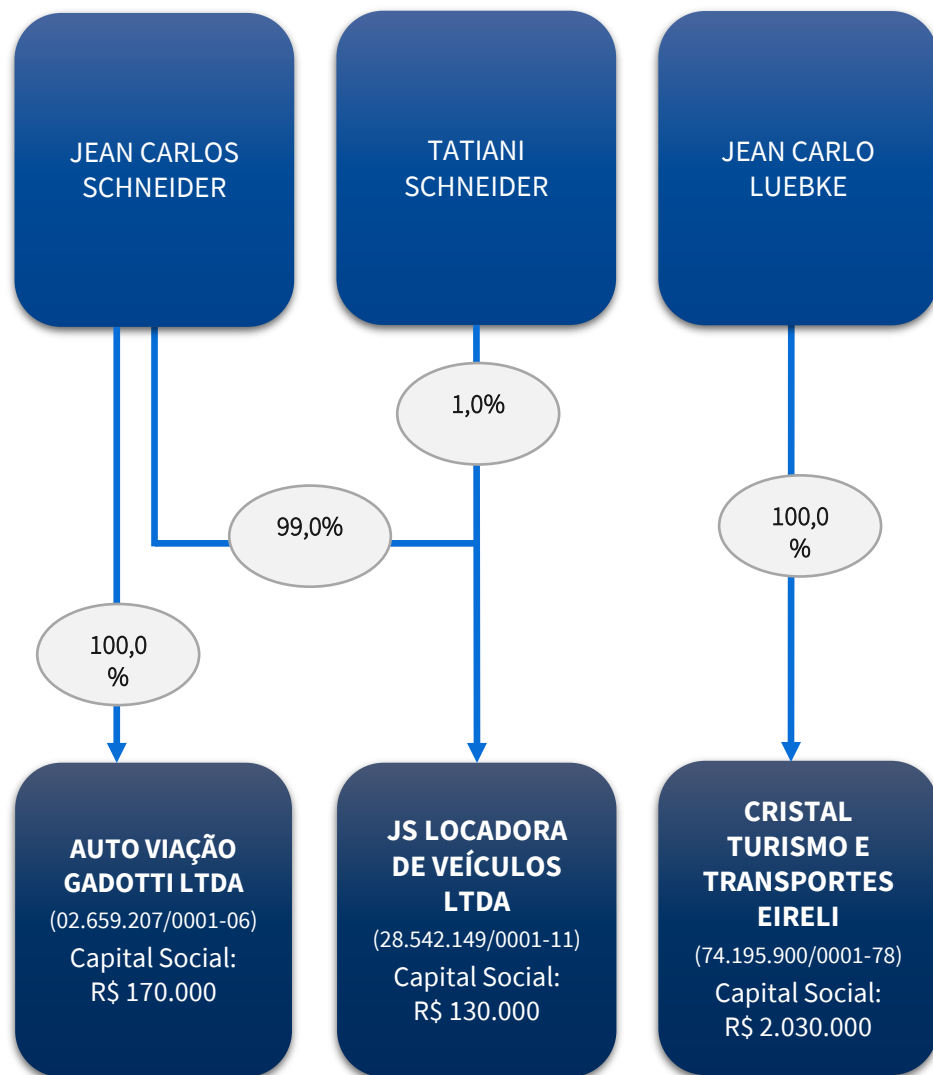 JEAN CARLOS
SCHNEIDER
TATIANI
SCHNEIDER
JEAN CARLO
LUEBKE
1,0%
99,0%
100,0
%
100,0
%
AUTO VIAÇÃO
GADOTTI LTDA
(02.659.207/0001-06)
Capital Social:
R$ 170.000
JS LOCADORA
DE VEÍCULOS
LTDA
(28.542.149/0001-11)
Capital Social:
R$ 130.000
CRISTAL
TURISMO E
TRANSPORTES
EIRELI
(74.195.900/0001-78)
Capital Social:
R$ 2.030.000